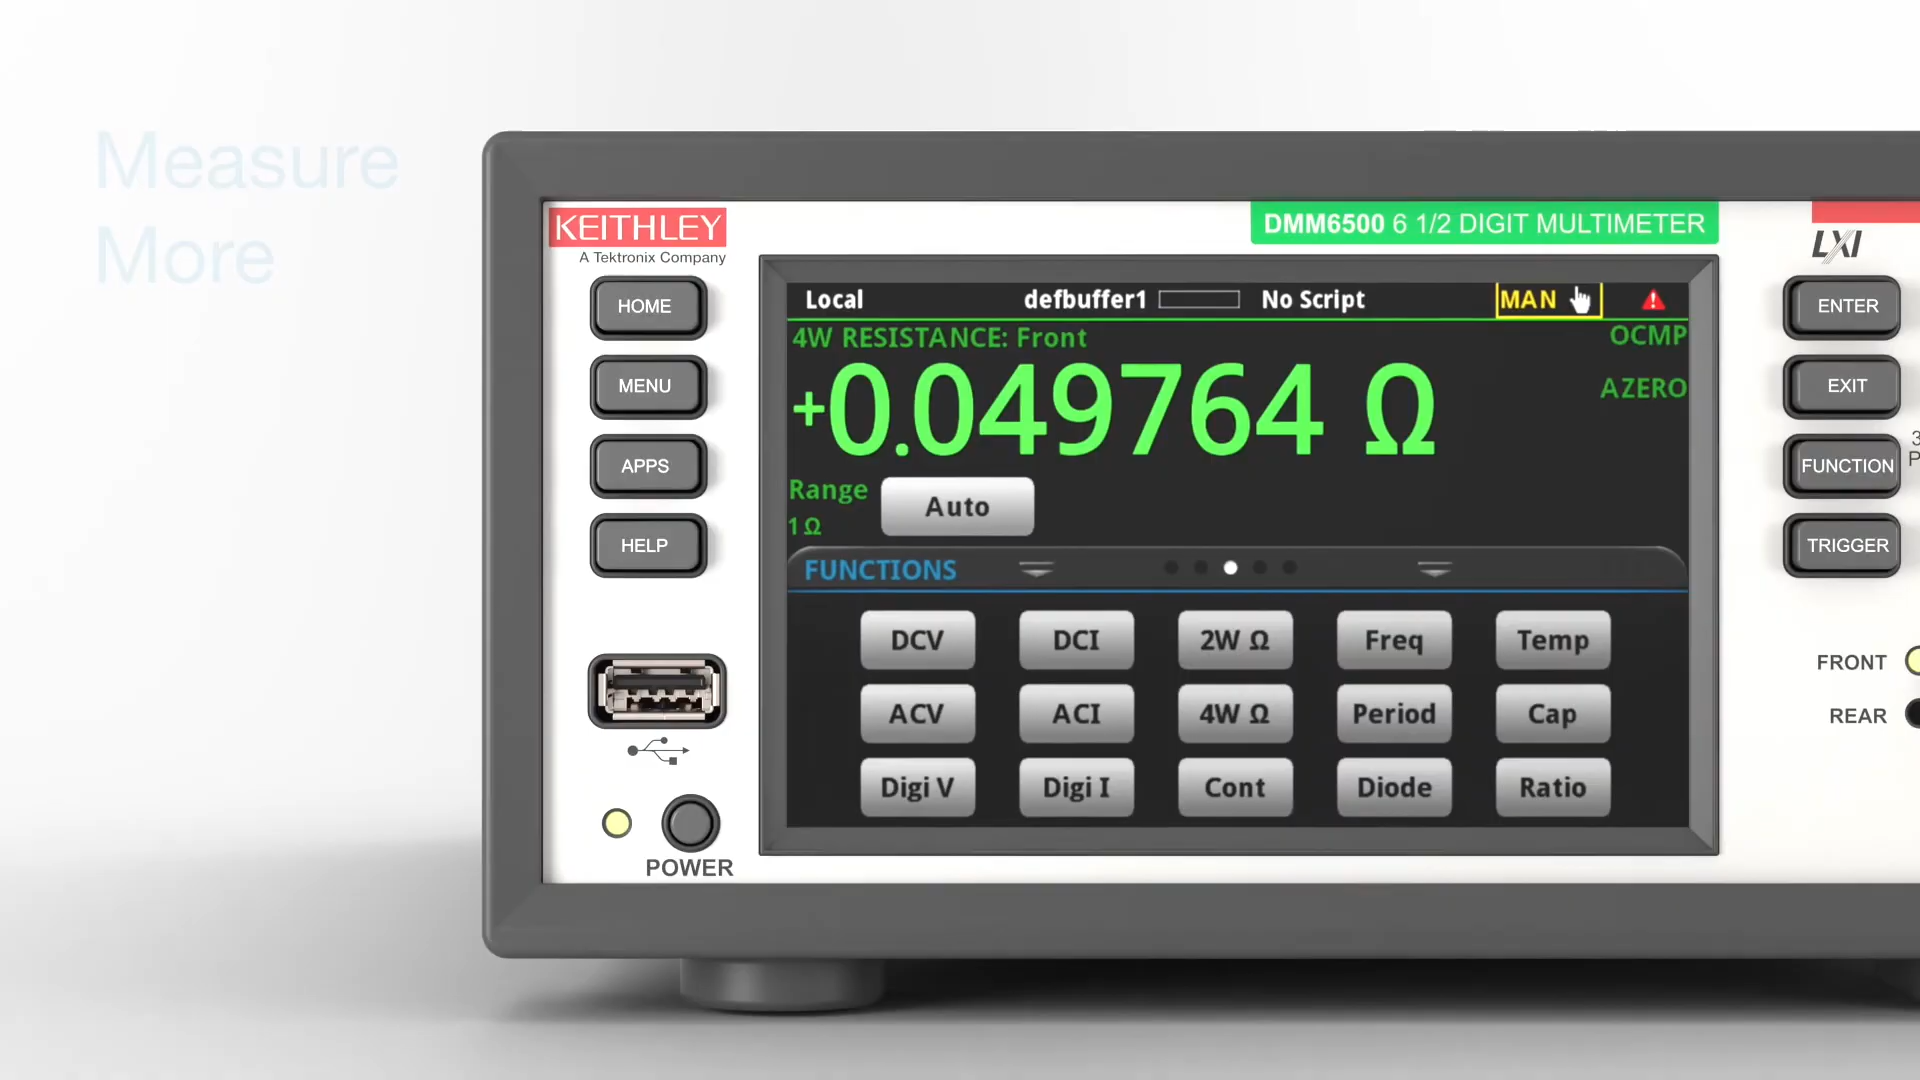 Measure
More
KEITHLEY
A Tektronix Company
DMM6500 6 1/2 DIGIT MULTIMETER
LXI
HOME
MENU
APPS
HELP
POWER
Local
defbuffer1
No Script
MAN
4W RESISTANCE: Front
OCMP
+0.049764 Ω
AZERO
Range
1 Ω
Auto
FUNCTIONS
DCV
DCI
2W Ω
Freq
Temp
ACV
ACI
4W Ω
Period
Cap
Digi V
Digi I
Cont
Diode
Ratio
ENTER
EXIT
FUNCTION
TRIGGER
3
P
FRONT
REAR